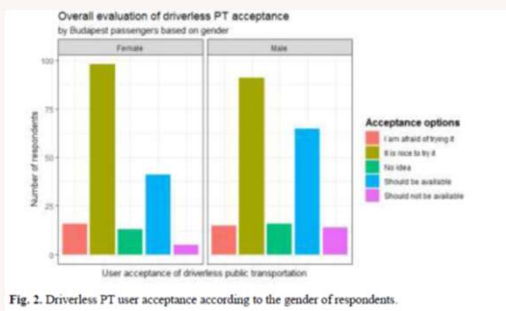 Overall evaluation of driverless PT acceptance
by Budapest passengers based on gender
Female
Male
100
75
50
25
0
Number of respondents
User acceptance of driverless public transportation
Acceptance options
I am afraid of trying it
It is nice to try it
No idea
Should be available
Should not be available
Fig. 2. Driverless PT user acceptance according to the gender of respondents.